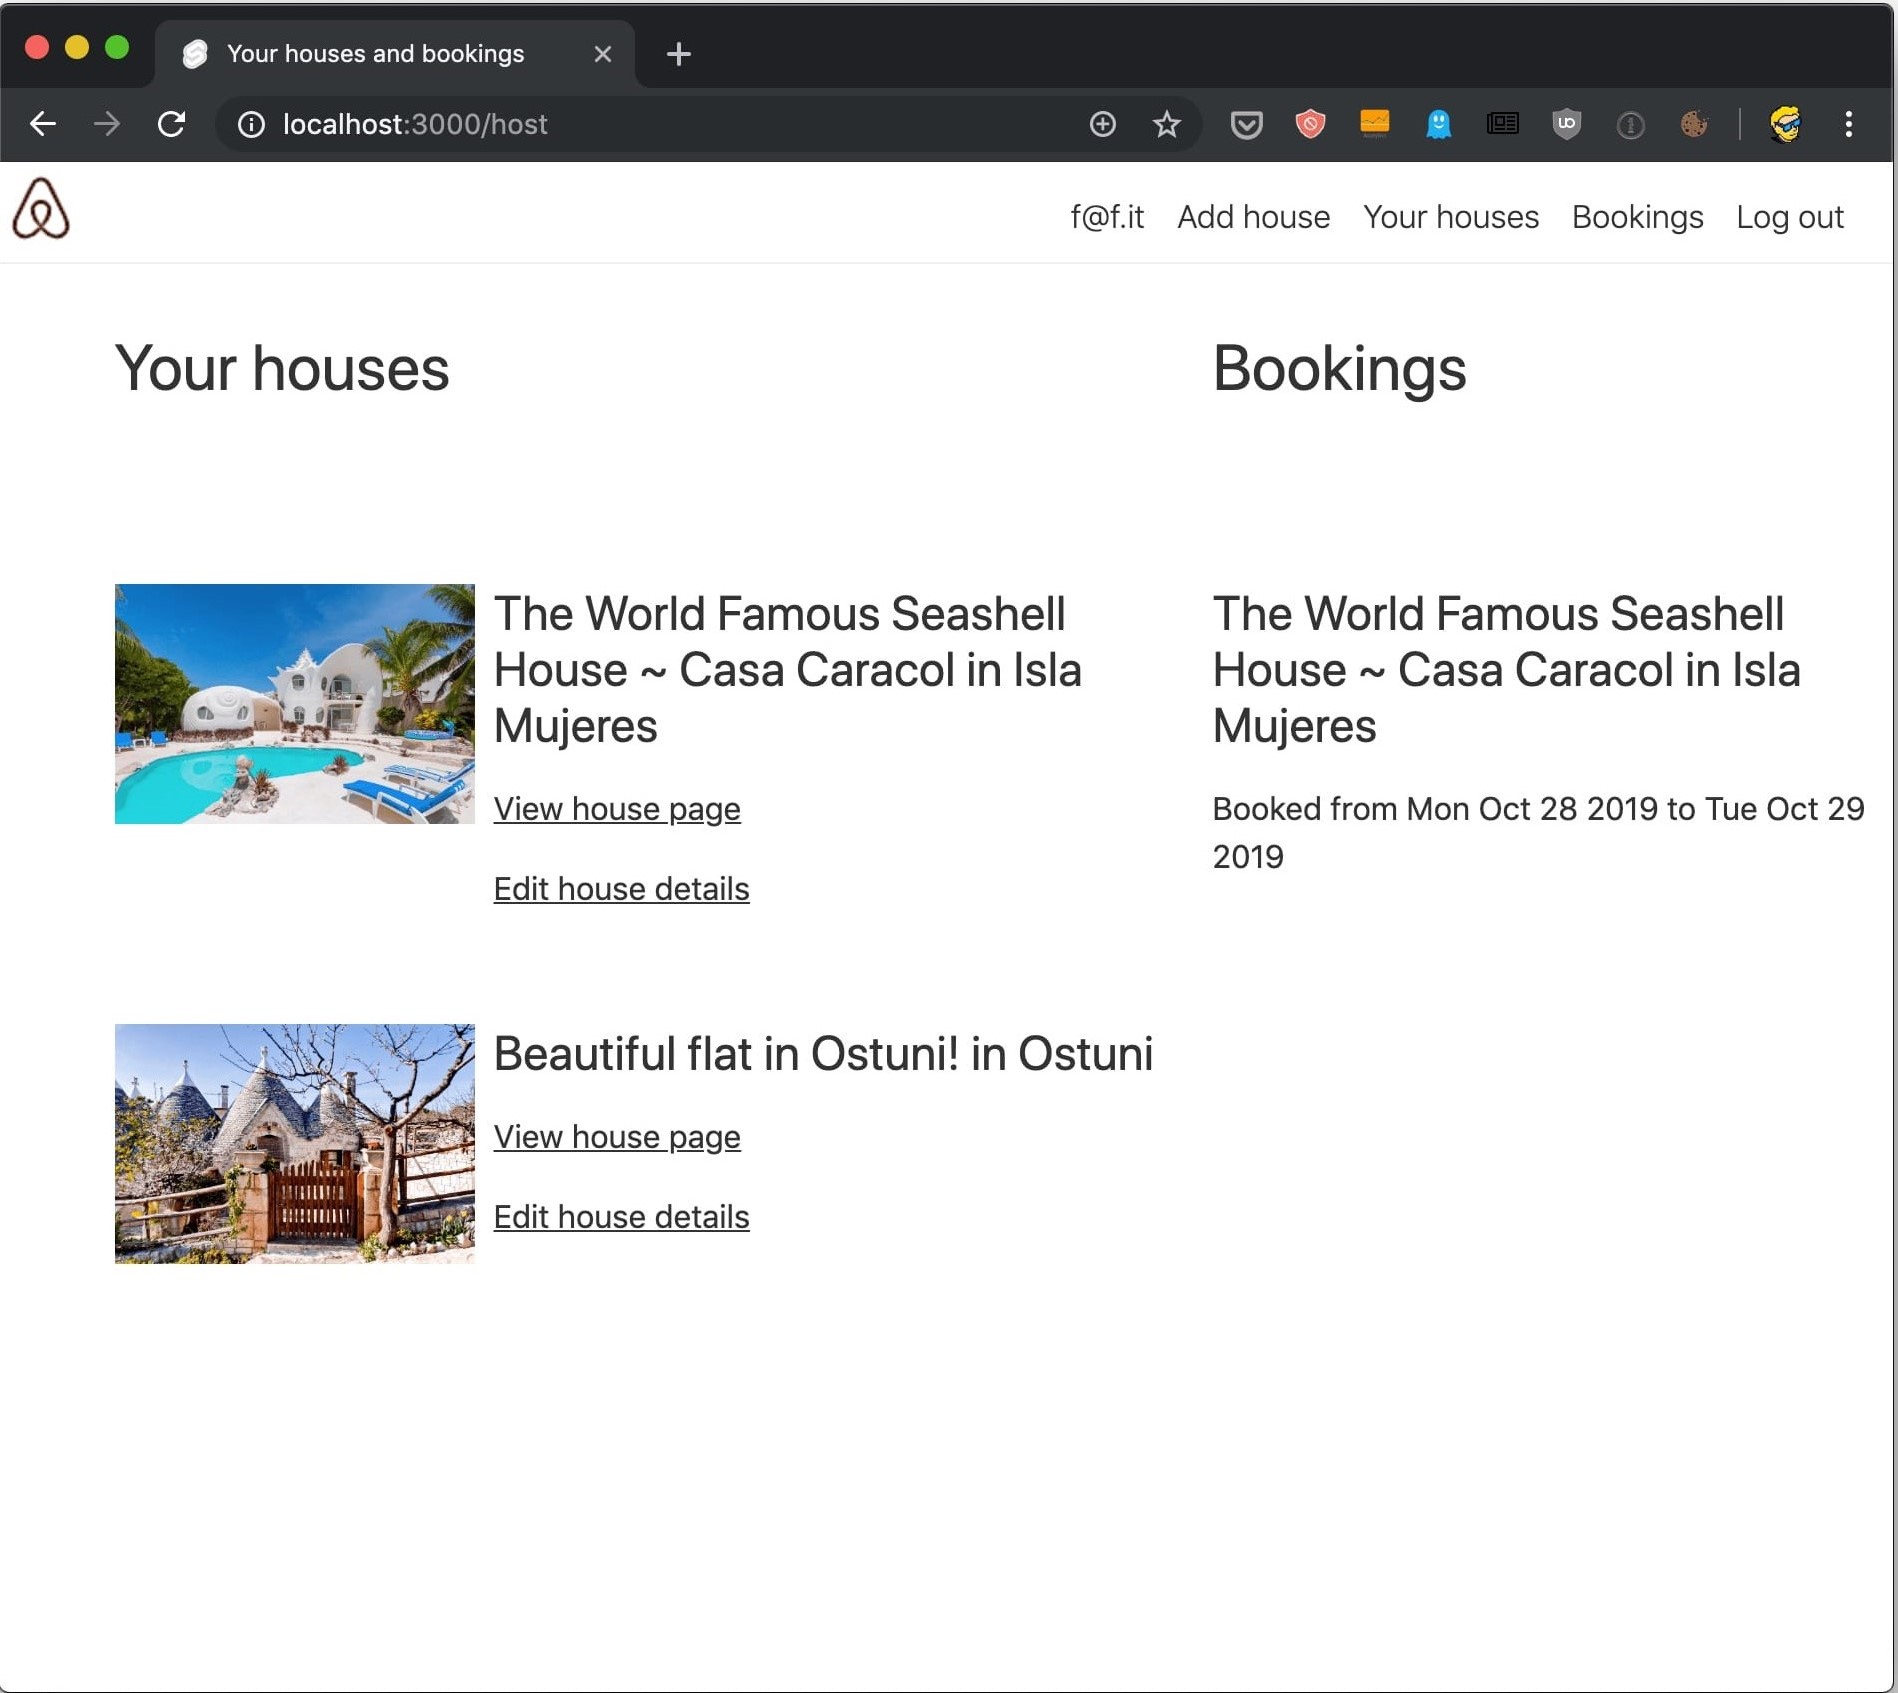 Your houses and bookings
localhost:3000/host
f@f.it Add house Your houses Bookings Log out
Your houses
The World Famous Seashell
House ~ Casa Caracol in Isla
Mujeres
View house page
Edit house details
Beautiful flat in Ostuni! in Ostuni
View house page
Edit house details
Bookings
The World Famous Seashell
House ~ Casa Caracol in Isla
Mujeres
Booked from Mon Oct 28 2019 to Tue Oct 29
2019